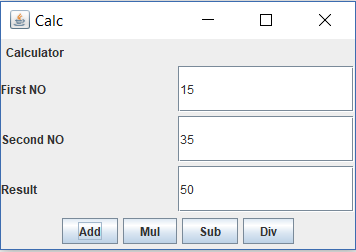 Calc
Calculator
First NO 15
Second NO 35
Result 50
Add Mul Sub Div